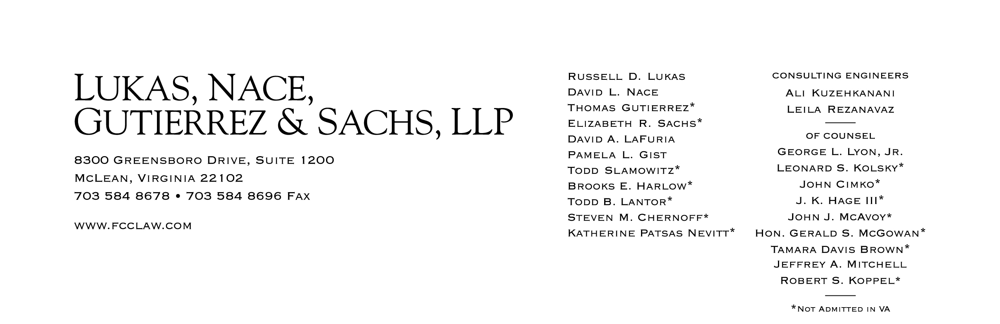 LUKAS, NACE,
GUTIERREZ & SACHS, LLP
8300 GREENSBORO DRIVE, SUITE 1200
MCLEAN, VIRGINIA 22102
703 584 8678 • 703 584 8696 FAX
WWW.FCCLAW.COM
RUSSELL D. LUKAS
DAVID L. NACE
THOMAS GUTIERREZ*
ELIZABETH R. SACHS*
DAVID A. LAFURIA
PAMELA L. GIST
TODD SLAMOWITZ*
BROOKS E. HARLOW*
TODD B. LANTOR*
STEVEN M. CHERNOFF*
KATHERINE PATSAS NEVITT*
CONSULTING ENGINEERS
ALI KUZEHKANANI
LEILA REZANAVAZ
OF COUNSEL
GEORGE L. LYON, JR.
LEONARD S. KOLSKY*
JOHN CIMKO*
J. K. HAGE III*
JOHN J. MCAVOY*
HON. GERALD S. MCGOWAN*
TAMARA DAVIS BROWN*
JEFFREY A. MITCHELL
ROBERT S. KOPPEL*
*NOT ADMITTED IN VA